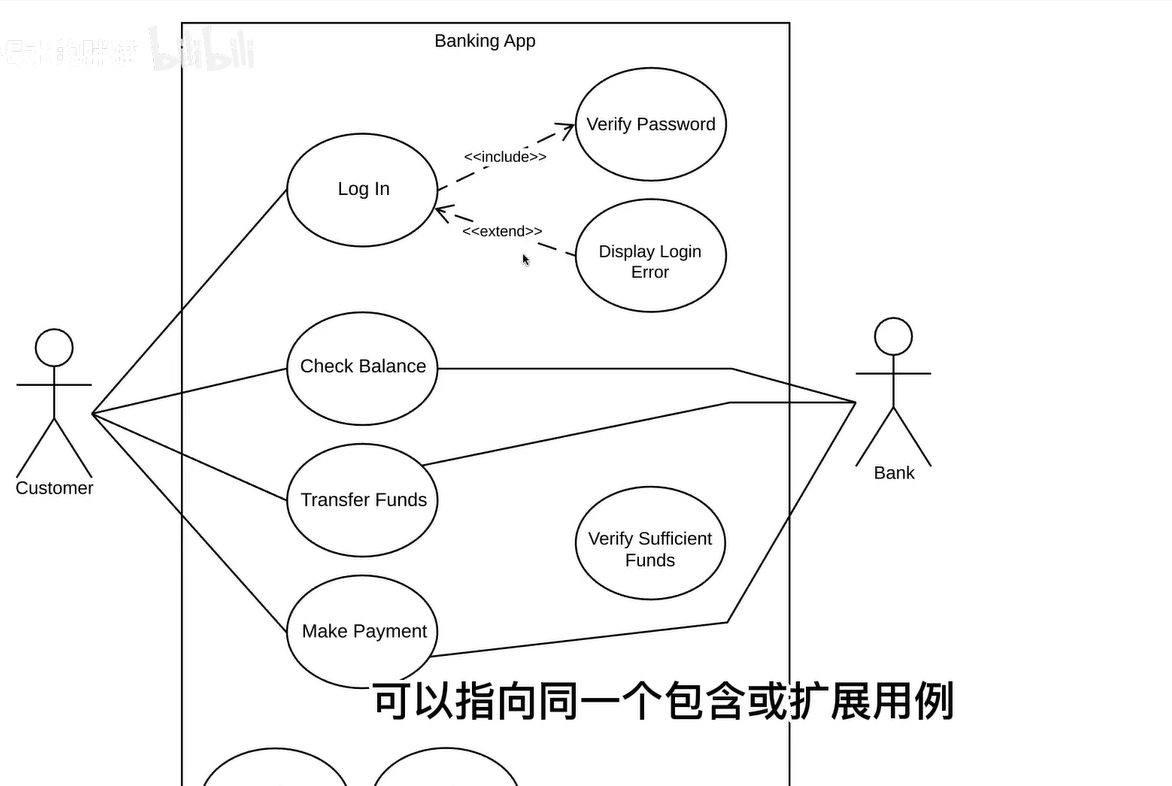 bilibili
Banking App
Verify Password
<<include>>
Log In
<<extend>>
Display Login
Error
Check Balance
Transfer Funds
Customer
Bank
Verify Sufficient
Funds
Make Payment
可以指向同一个包含或扩展用例